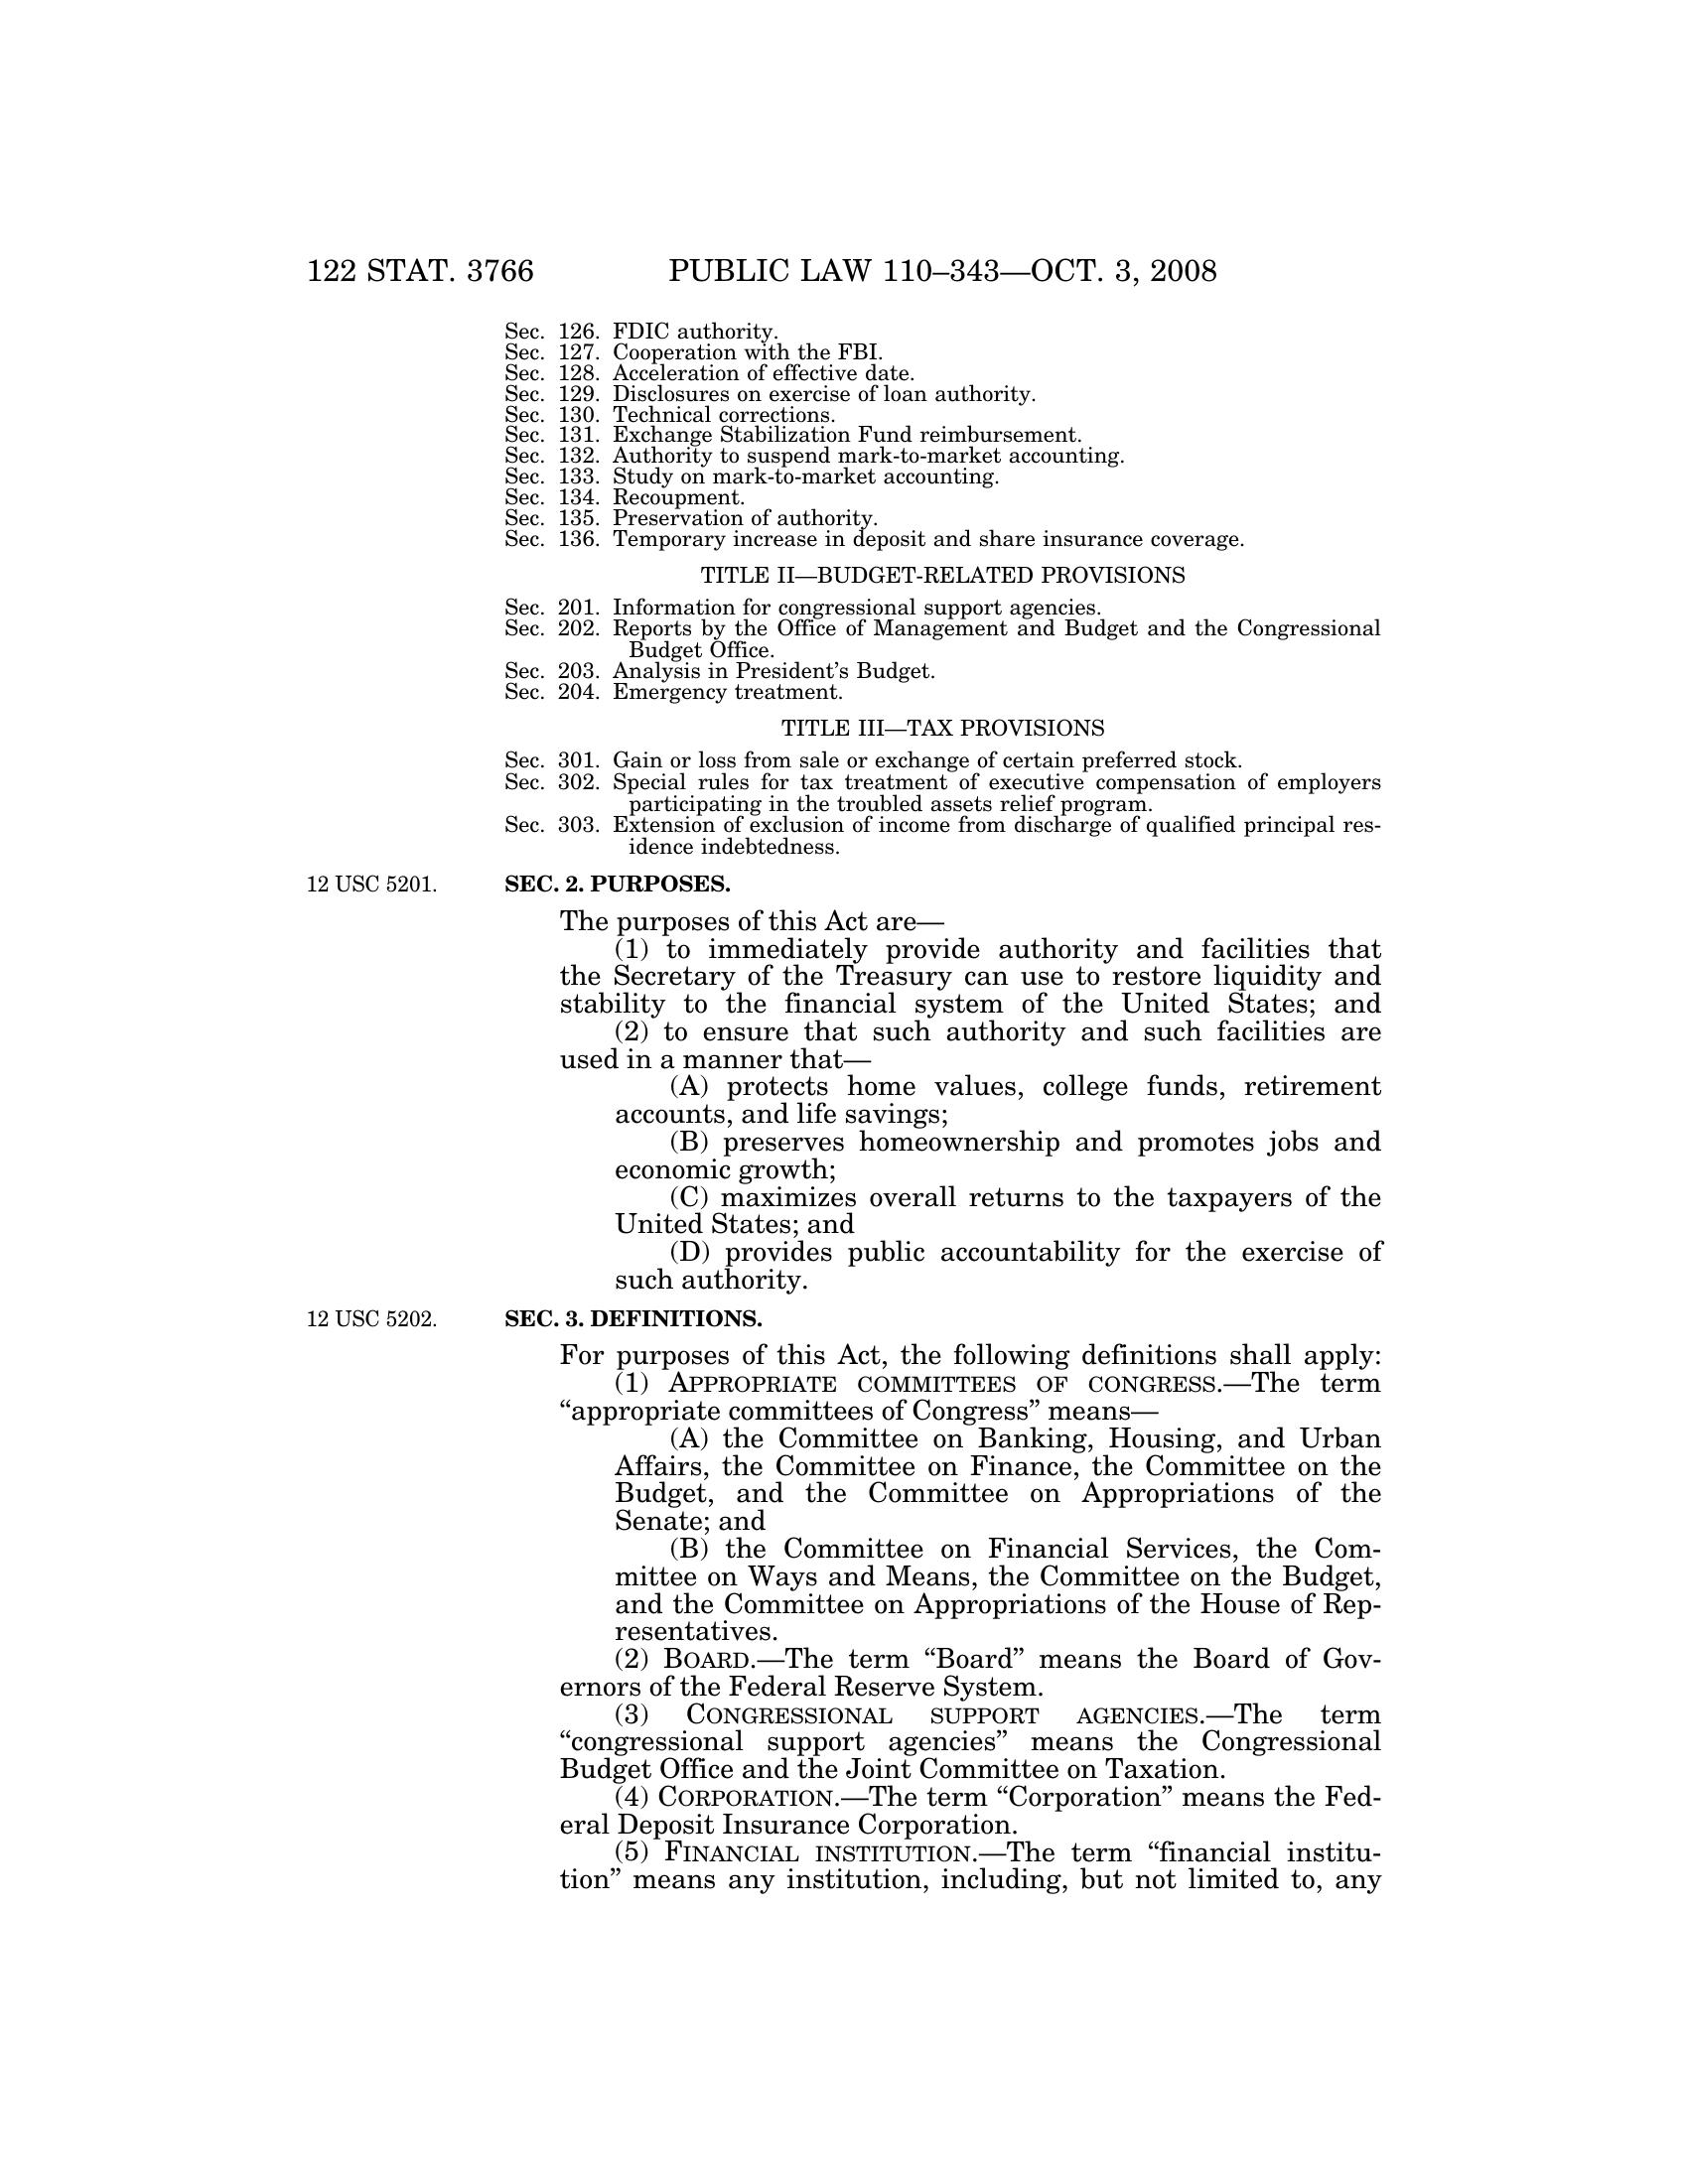 122 STAT. 3766 PUBLIC LAW 110–343—OCT. 3, 2008
Sec. 126. FDIC authority.
Sec. 127. Cooperation with the FBI.
Sec. 128. Acceleration of effective date.
Sec. 129. Disclosures on exercise of loan authority.
Sec. 130. Technical corrections.
Sec. 131. Exchange Stabilization Fund reimbursement.
Sec. 132. Authority to suspend mark-to-market accounting.
Sec. 133. Study on mark-to-market accounting.
Sec. 134. Recoupment.
Sec. 135. Preservation of authority.
Sec. 136. Temporary increase in deposit and share insurance coverage.
TITLE II—BUDGET-RELATED PROVISIONS
Sec. 201. Information for congressional support agencies.
Sec. 202. Reports by the Office of Management and Budget and the Congressional
Budget Office.
Sec. 203. Analysis in President’s Budget.
Sec. 204. Emergency treatment.
TITLE III—TAX PROVISIONS
Sec. 301. Gain or loss from sale or exchange of certain preferred stock.
Sec. 302. Special rules for tax treatment of executive compensation of employers
participating in the troubled assets relief program.
Sec. 303. Extension of exclusion of income from discharge of qualified principal res-
idence indebtedness.
12 USC 5201. SEC. 2. PURPOSES.
The purposes of this Act are—
(1) to immediately provide authority and facilities that
the Secretary of the Treasury can use to restore liquidity and
stability to the financial system of the United States; and
(2) to ensure that such authority and such facilities are
used in a manner that—
(A) protects home values, college funds, retirement
accounts, and life savings;
(B) preserves homeownership and promotes jobs and
economic growth;
(C) maximizes overall returns to the taxpayers of the
United States; and
(D) provides public accountability for the exercise of
such authority.
12 USC 5202. SEC. 3. DEFINITIONS.
For purposes of this Act, the following definitions shall apply:
(1) APPROPRIATE COMMITTEES OF CONGRESS.—The term
“appropriate committees of Congress” means—
(A) the Committee on Banking, Housing, and Urban
Affairs, the Committee on Finance, the Committee on the
Budget, and the Committee on Appropriations of the
Senate; and
(B) the Committee on Financial Services, the Com-
mittee on Ways and Means, the Committee on the Budget,
and the Committee on Appropriations of the House of Rep-
resentatives.
(2) BOARD.—The term “Board” means the Board of Gov-
ernors of the Federal Reserve System.
(3) CONGRESSIONAL SUPPORT AGENCIES.—The term
“congressional support agencies” means the Congressional
Budget Office and the Joint Committee on Taxation.
(4) CORPORATION.—The term “Corporation” means the Fed-
eral Deposit Insurance Corporation.
(5) FINANCIAL INSTITUTION.—The term “financial institu-
tion” means any institution, including, but not limited to, any